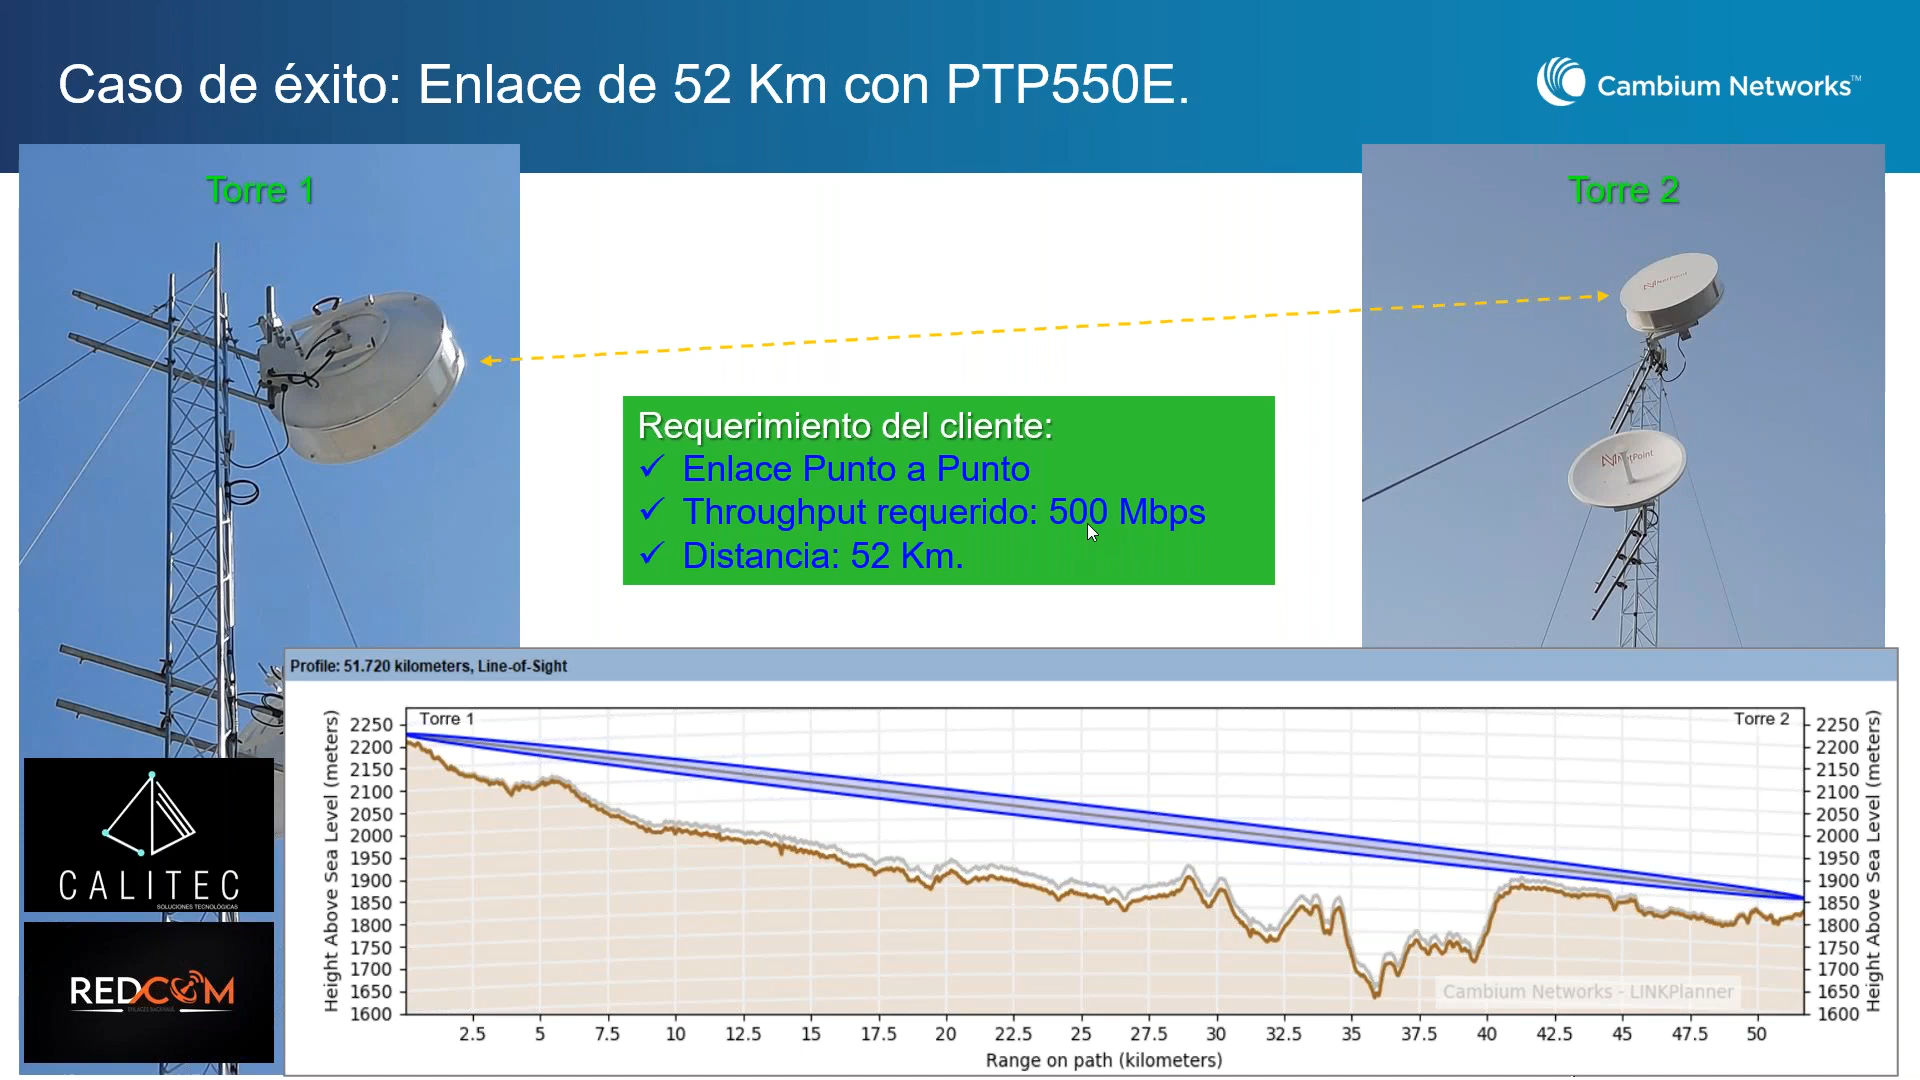 Caso de éxito: Enlace de 52 Km con PTP550E.
Cambium Networks™
Torre 1
Torre 2
NetPoint
NetPoint
Requerimiento del cliente:
✓ Enlace Punto a Punto
✓ Throughput requerido: 500 Mbps
✓ Distancia: 52 Km.
Profile: 51.720 kilometers, Line-of-Sight
Torre 1
Torre 2
Height Above Sea Level (meters)
2250
2200
2150
2100
2050
2000
1950
1900
1850
1800
1750
1700
1650
1600
2250
2200
2150
2100
2050
2000
1950
1900
1850
1800
1750
1700
1650
1600
Height Above Sea Level (meters)
Cambium Networks - LINKPlanner
2.5 5 7.5 10 12.5 15 17.5 20 22.5 25 27.5 30 32.5 35 37.5 40 42.5 45 47.5 50
Range on path (kilometers)
CALITEC
SOLUCIONES TECNOLÓGICAS
REDCOM